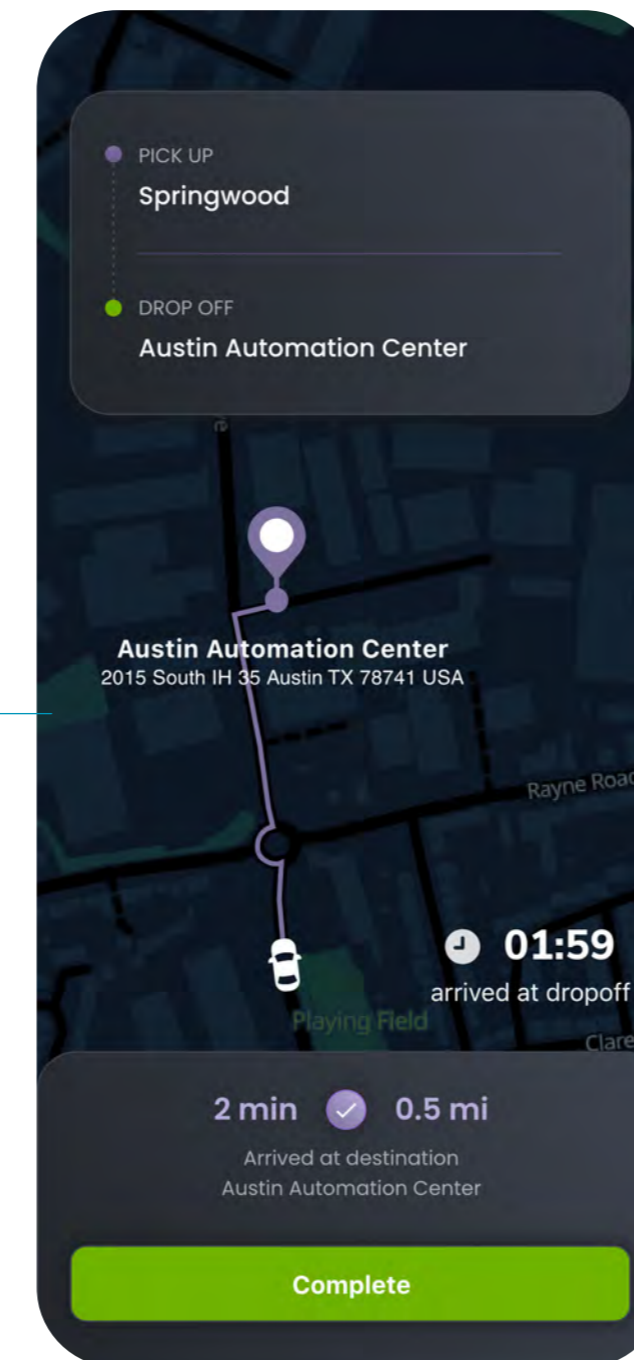 PICK UP
Springwood
DROP OFF
Austin Automation Center
Austin Automation Center
2015 South IH 35 Austin TX 78741 USA
Rayne Road
01:59
arrived at dropoff
Playing Field
Clare
2 min 0.5 mi
Arrived at destination
Austin Automation Center
Complete